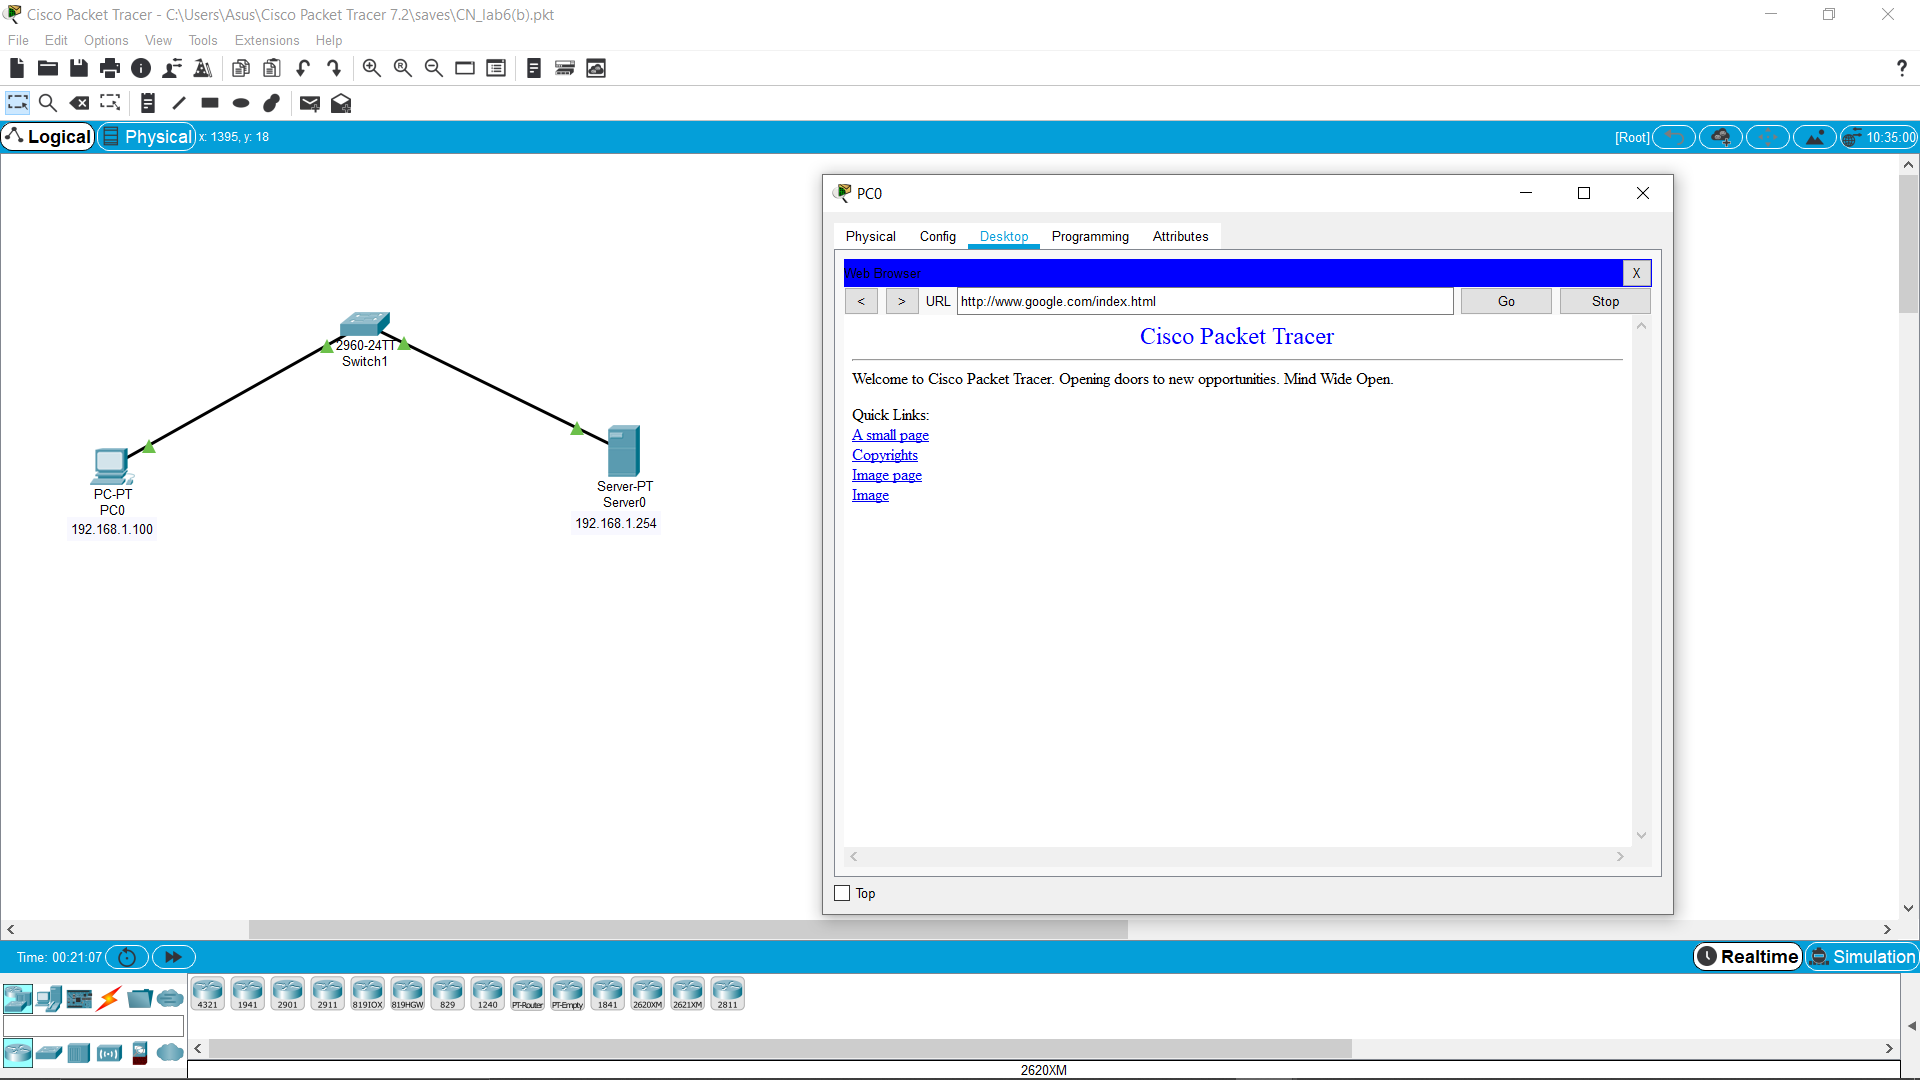 Cisco Packet Tracer - C:\Users\Asus\Cisco Packet Tracer 7.2\saves\CN_lab6(b).pkt
File Edit Options View Tools Extensions Help
?
Logical Physical x: 1395, y: 18 [Root] 10:35:00
PC0
Physical Config Desktop Programming Attributes
Web Browser X
< > URL http://www.google.com/index.html Go Stop
Cisco Packet Tracer
Welcome to Cisco Packet Tracer. Opening doors to new opportunities. Mind Wide Open.
Quick Links:
A small page
Copyrights
Image page
Image
Top
2960-24TT
Switch1
PC-PT
PC0
192.168.1.100
Server-PT
Server0
192.168.1.254
Time: 00:21:07 Realtime Simulation
4321 1941 2901 2911 819IOX 819HGW 829 1240 PT-Router PT-Empty 1841 2620XM 2621XM 2811
2620XM